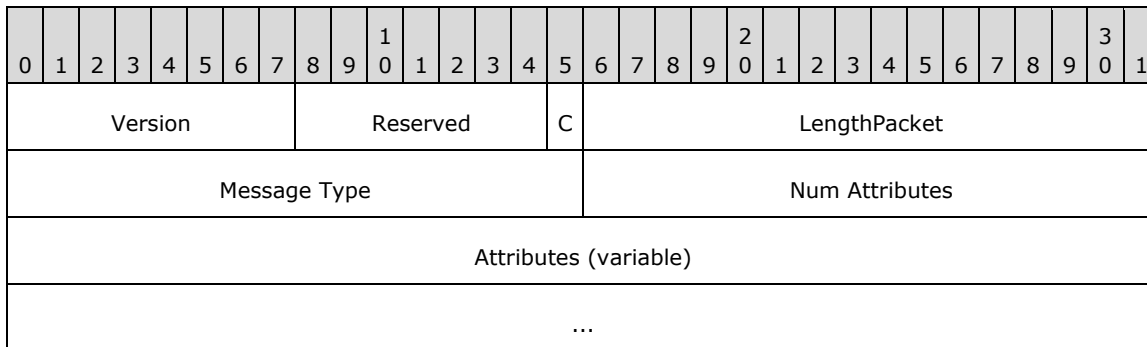 1 2 3
0 1 2 3 4 5 6 7 8 9 0 1 2 3 4 5 6 7 8 9 0 1 2 3 4 5 6 7 8 9 0 1
Version Reserved C LengthPacket
Message Type Num Attributes
Attributes (variable)
...